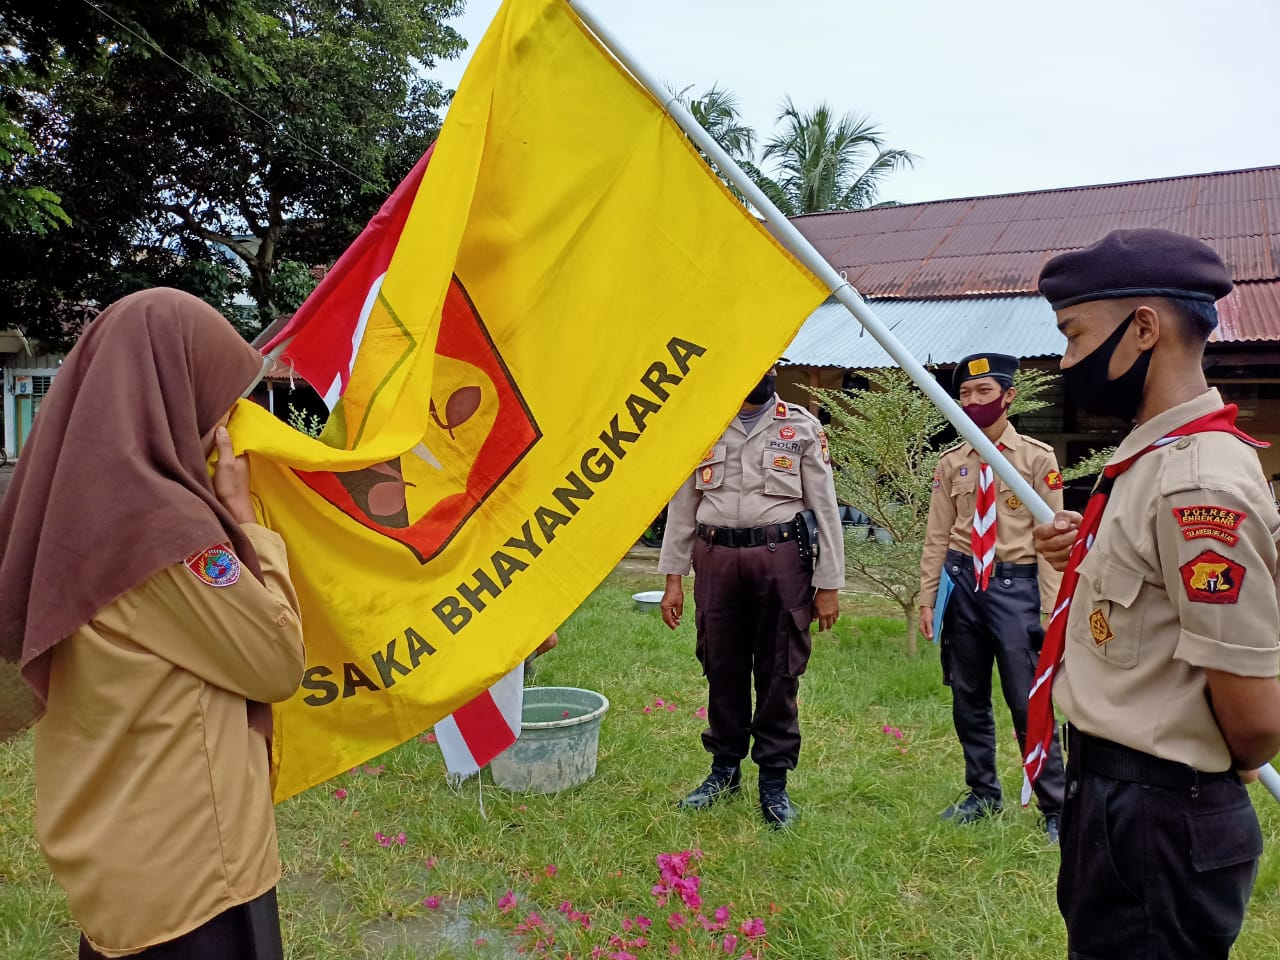 SAKA BHAYANGKARA
POLRI
POLRES
ENREKANG
SULAWESI SELATAN